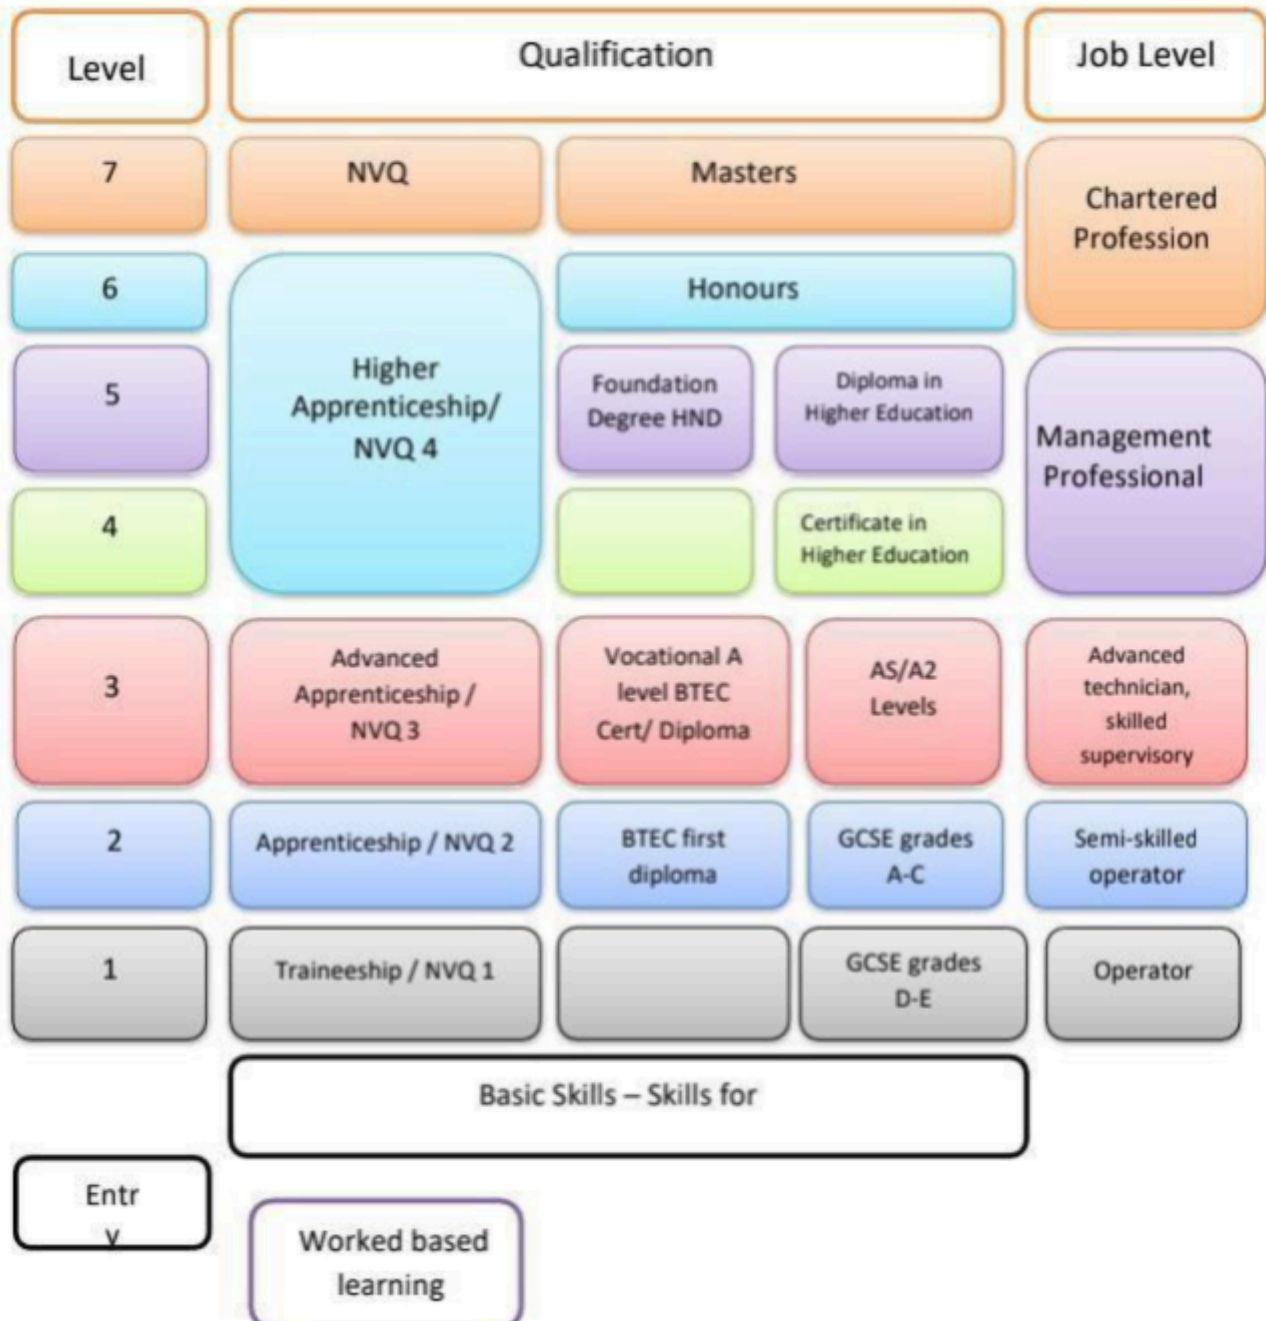 Level
Qualification
Job Level
7
NVQ
Masters
Chartered
Profession
6
Higher
Apprenticeship/
NVQ 4
Honours
5
Foundation
Degree HND
Diploma in
Higher Education
Management
Professional
4
Certificate in
Higher Education
3
Advanced
Apprenticeship /
NVQ 3
Vocational A
level BTEC
Cert/ Diploma
AS/A2
Levels
Advanced
technician,
skilled
supervisory
2
Apprenticeship / NVQ 2
BTEC first
diploma
GCSE grades
A-C
Semi-skilled
operator
1
Traineeship / NVQ 1
GCSE grades
D-E
Operator
Basic Skills – Skills for
Entr
y
Worked based
learning